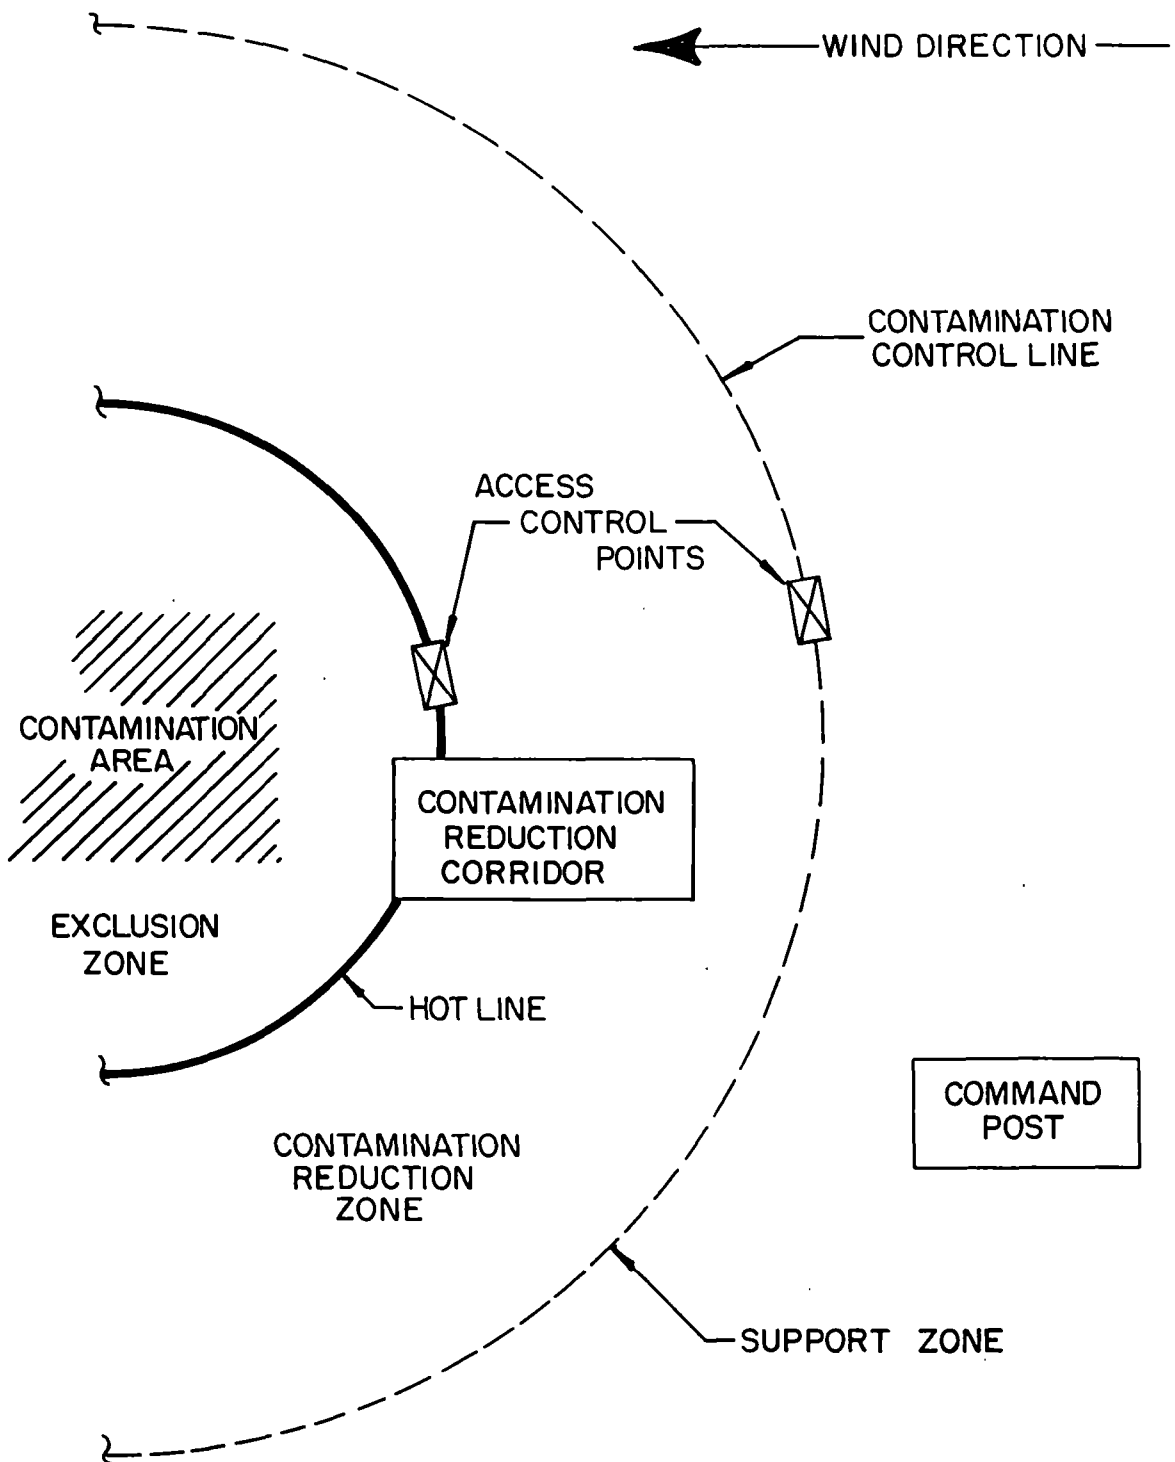 WIND DIRECTION
CONTAMINATION
CONTROL LINE
ACCESS
CONTROL
POINTS
CONTAMINATION
AREA
CONTAMINATION
REDUCTION
CORRIDOR
EXCLUSION
ZONE
HOT LINE
COMMAND
POST
CONTAMINATION
REDUCTION
ZONE
SUPPORT ZONE